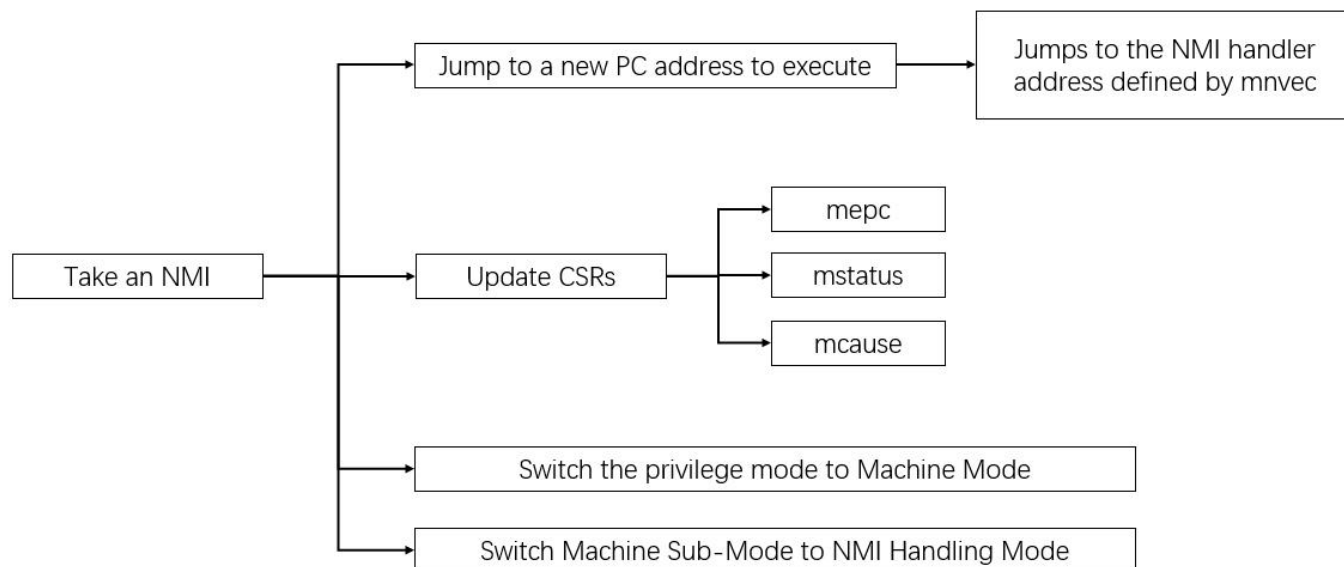 Jump to a new PC address to execute
Jumps to the NMI handler
address defined by mnvec
mepc
Take an NMI
Update CSRs
mstatus
mcause
Switch the privilege mode to Machine Mode
Switch Machine Sub-Mode to NMI Handling Mode